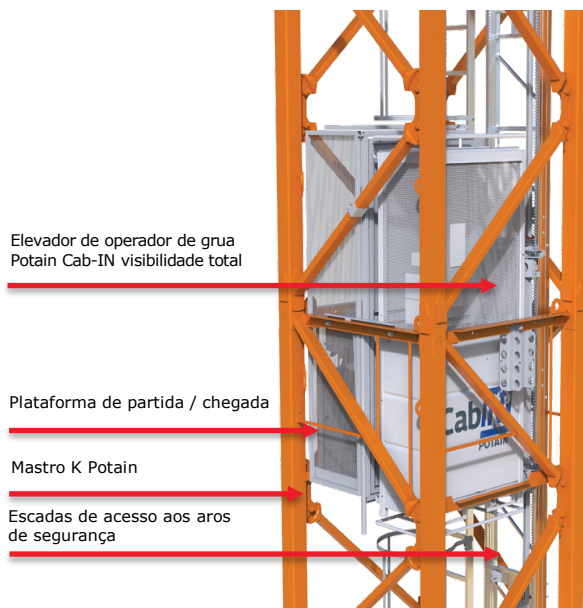 Elevador de operador de grua
Potain Cab-IN visibilidade total
Plataforma de partida / chegada
Mastro K Potain
Escadas de acesso aos aros
de segurança
CabIN
POTAIN